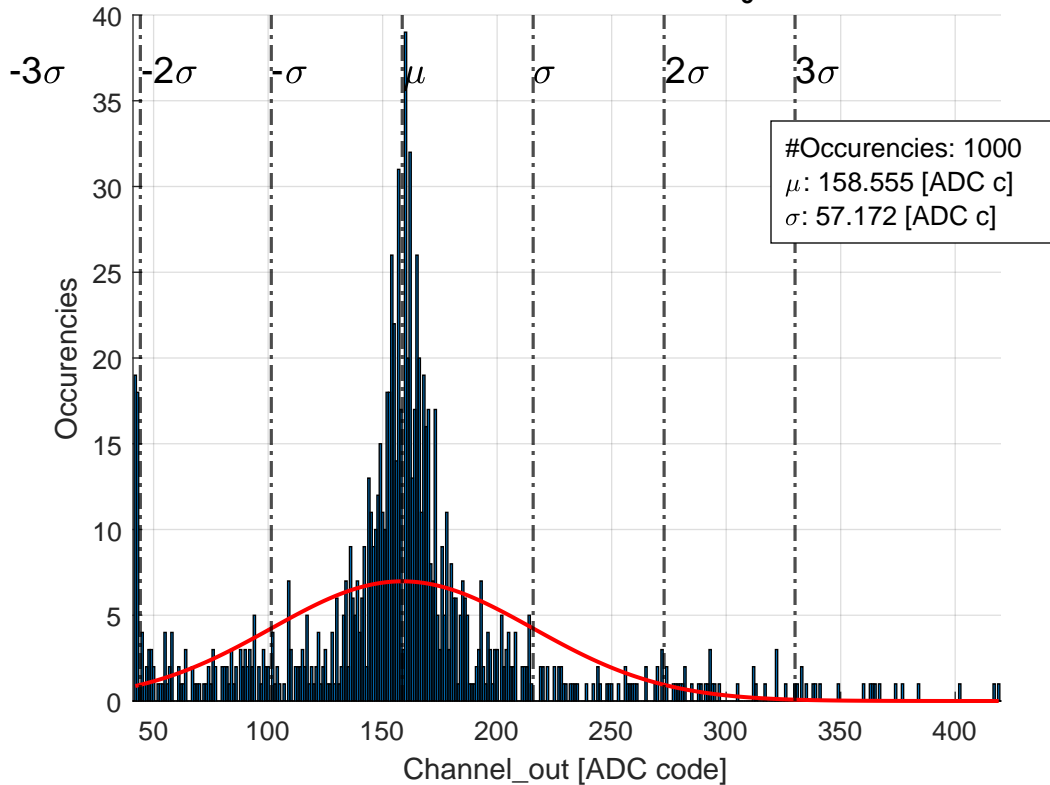 40
35
30
25
20
15
10
5
0
Occurencies
-3σ -2σ -σ μ σ 2σ 3σ
#Occurencies: 1000
μ: 158.555 [ADC c]
σ: 57.172 [ADC c]
50 100 150 200 250 300 350 400
Channel_out [ADC code]